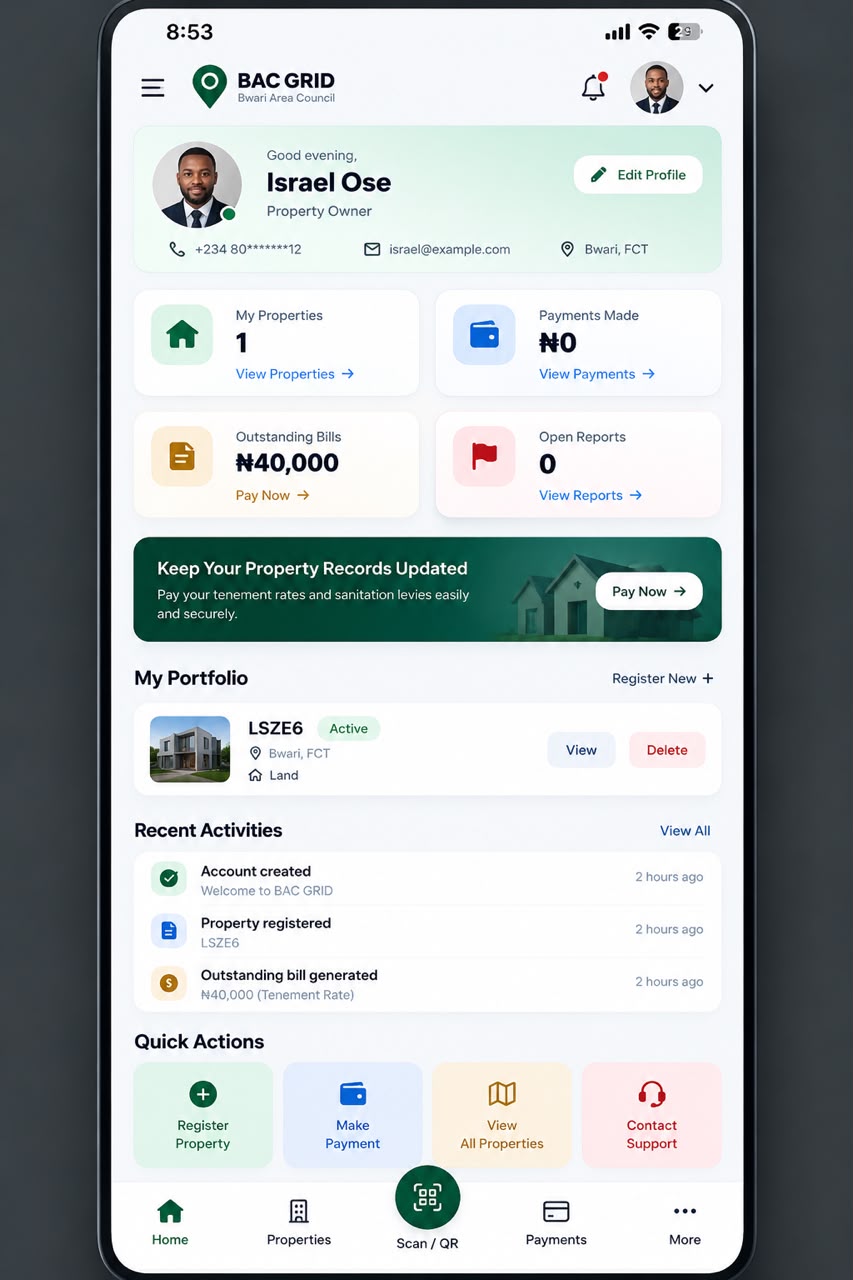 8:53
29
BAC GRID
Bwari Area Council
Good evening,
Israel Ose
Property Owner
Edit Profile
+234 80*******12
israel@example.com
Bwari, FCT
My Properties
1
View Properties →
Payments Made
₦0
View Payments →
Outstanding Bills
₦40,000
Pay Now →
Open Reports
0
View Reports →
Keep Your Property Records Updated
Pay your tenement rates and sanitation levies easily
and securely.
Pay Now →
My Portfolio
Register New +
LSZE6
Active
Bwari, FCT
Land
View
Delete
Recent Activities
View All
Account created
Welcome to BAC GRID
2 hours ago
Property registered
LSZE6
2 hours ago
$
Outstanding bill generated
₦40,000 (Tenement Rate)
2 hours ago
Quick Actions
Register
Property
Make
Payment
View
All Properties
Contact
Support
Home
Properties
Scan / QR
Payments
More